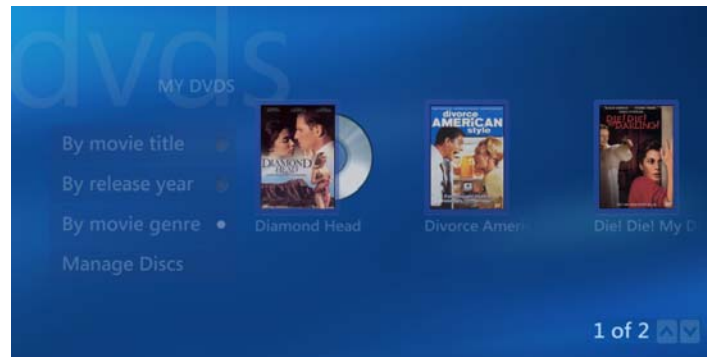 dvds
MY DVDS
By movie title
By release year
By movie genre
Manage Discs
DIAMOND
HEAD
Diamond Head
divorce
AMERICAN
style
Divorce Ameri
DIE! DIE! MY
DARLING!
Die! Die! My D
1 of 2